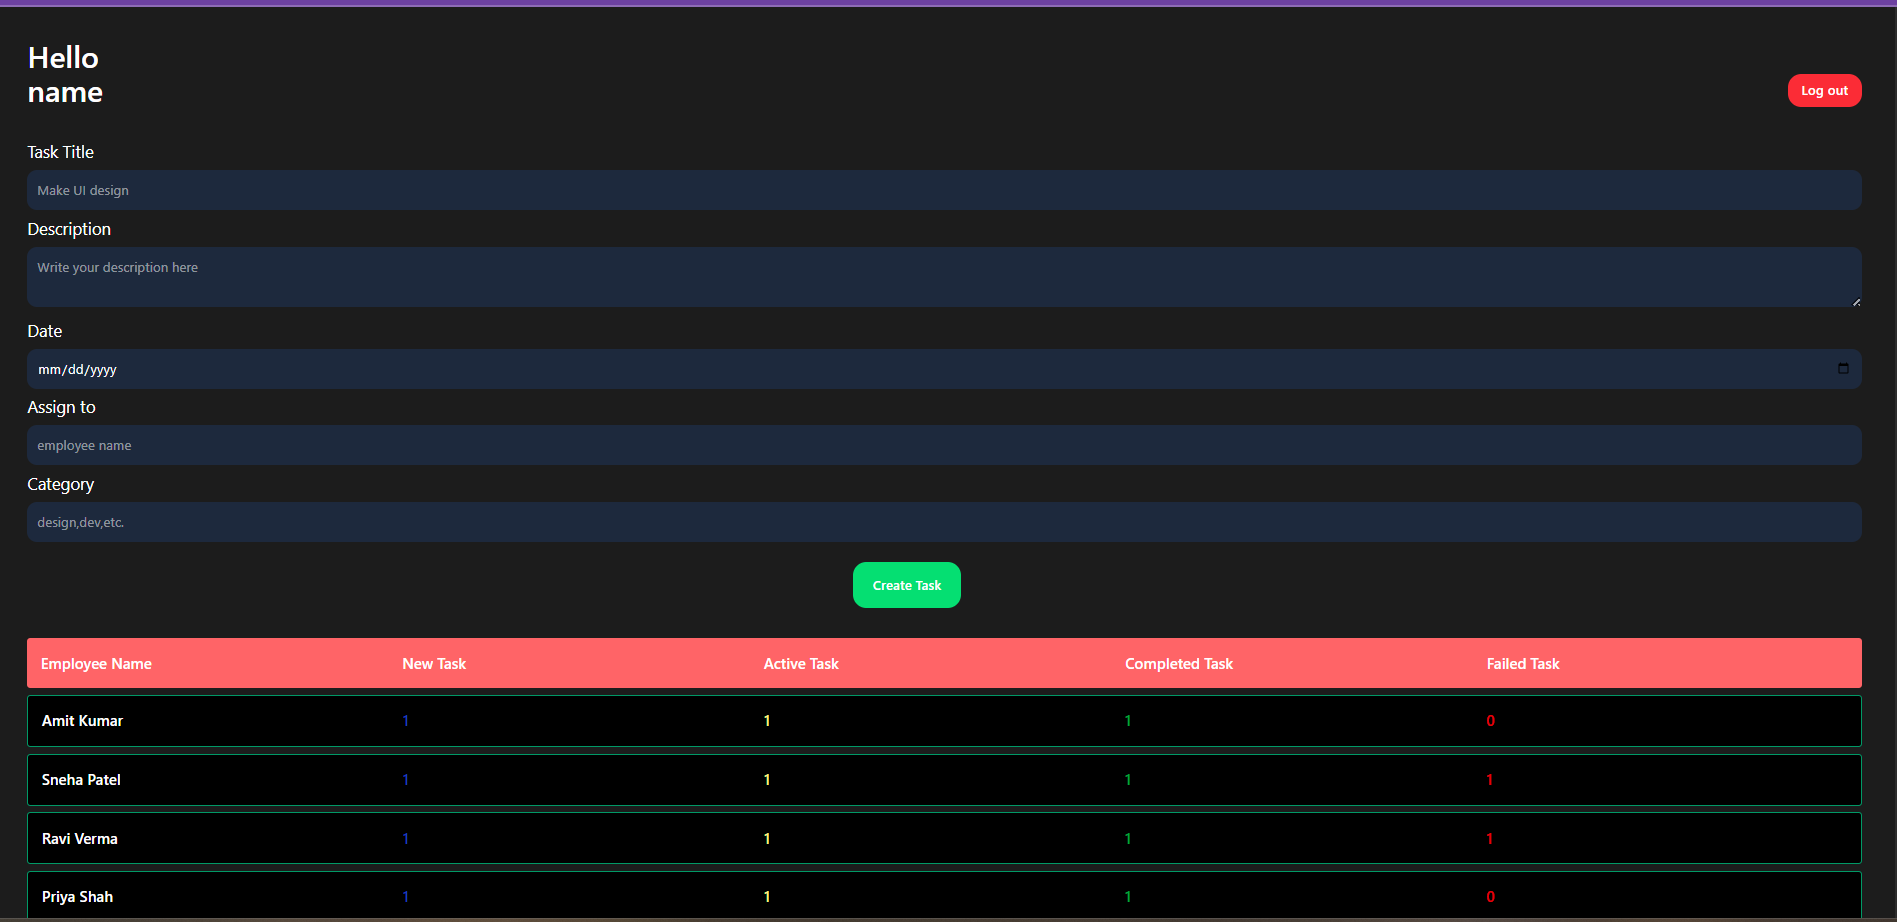 Hello
name
Log out
Task Title
Make UI design
Description
Write your description here
Date
mm/dd/yyyy
Assign to
employee name
Category
design,dev,etc.
Create Task
Employee Name New Task Active Task Completed Task Failed Task
Amit Kumar 1 1 1 0
Sneha Patel 1 1 1 1
Ravi Verma 1 1 1 1
Priya Shah 1 1 1 0